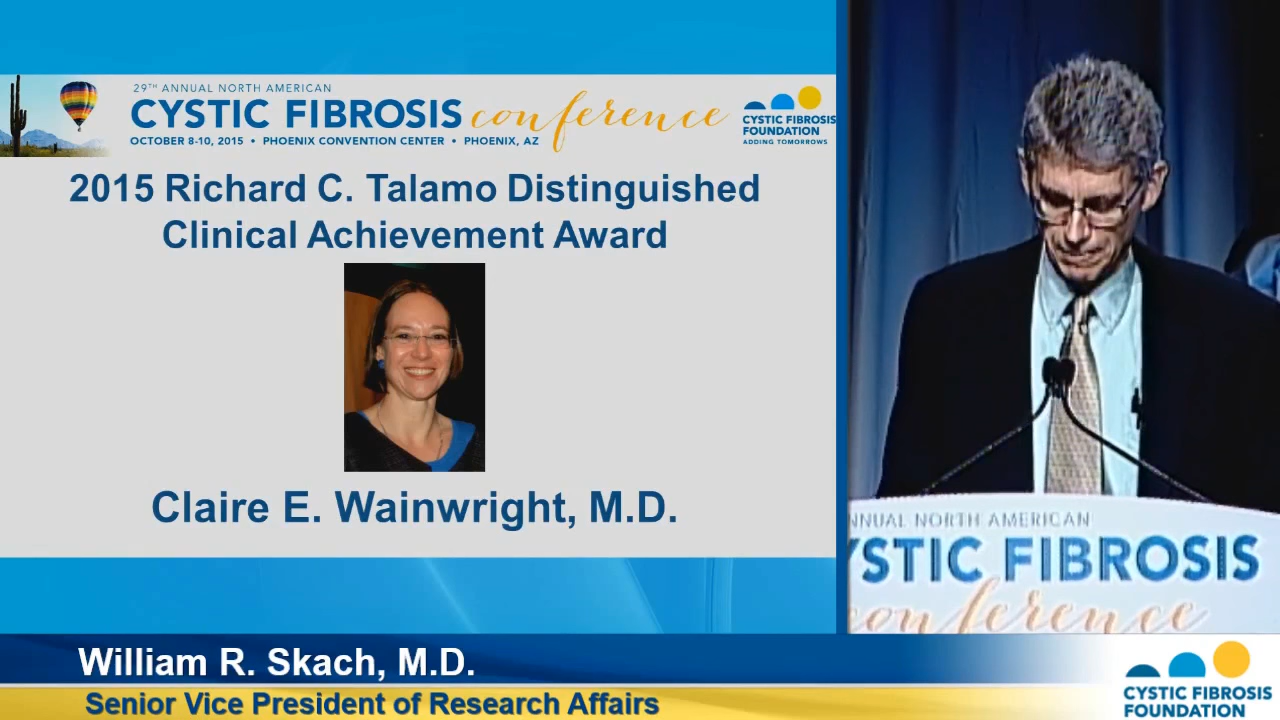 29TH ANNUAL NORTH AMERICAN
CYSTIC FIBROSIS conference
OCTOBER 8-10, 2015 • PHOENIX CONVENTION CENTER • PHOENIX, AZ
CYSTIC FIBROSIS
FOUNDATION
ADDING TOMORROWS
2015 Richard C. Talamo Distinguished
Clinical Achievement Award
Claire E. Wainwright, M.D.
NNUAL NORTH AMERICAN
YSTIC FIBROSIS
conference
William R. Skach, M.D.
Senior Vice President of Research Affairs
CYSTIC FIBROSIS
FOUNDATION